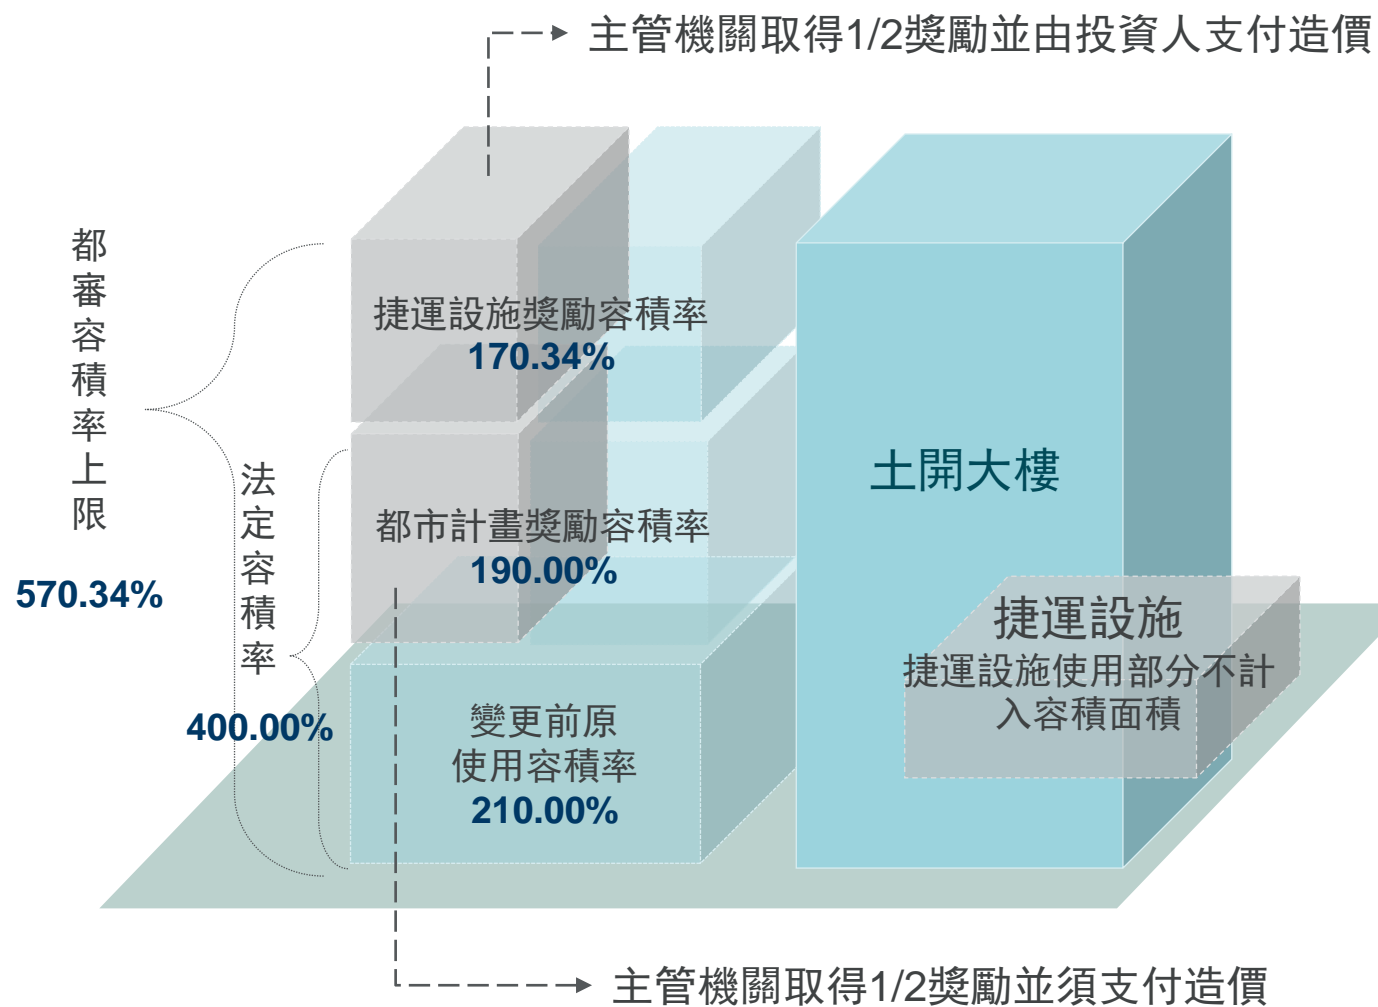 主管機關取得1/2獎勵並由投資人支付造價
都審容積率上限
570.34%
法定容積率
400.00%
捷運設施獎勵容積率
170.34%
都市計畫獎勵容積率
190.00%
變更前原
使用容積率
210.00%
土開大樓
捷運設施
捷運設施使用部分不計
入容積面積
主管機關取得1/2獎勵並須支付造價